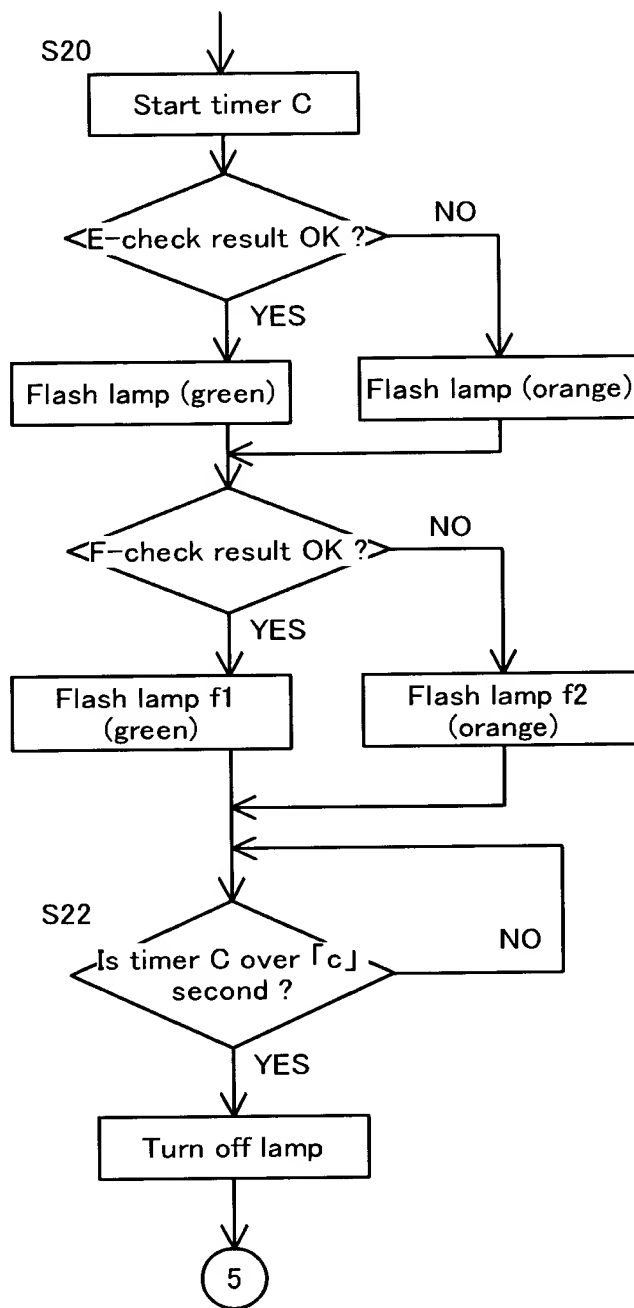 S20
Start timer C
E-check result OK ?
NO
YES
Flash lamp (green)
Flash lamp (orange)
F-check result OK ?
NO
YES
Flash lamp f1
(green)
Flash lamp f2
(orange)
S22
Is timer C over「c」
second ?
NO
YES
Turn off lamp
5